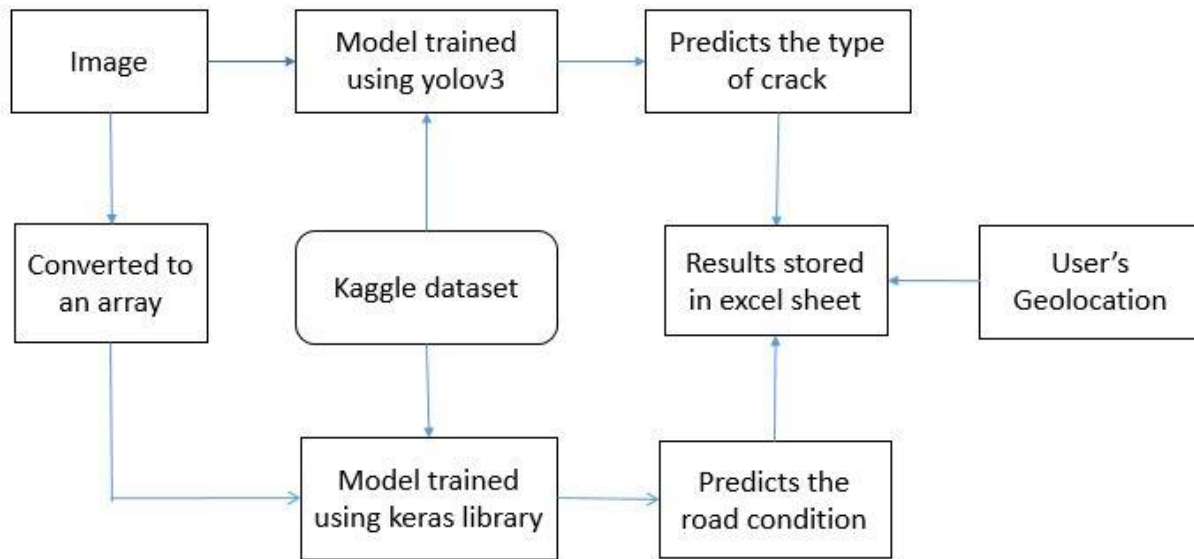 Image
Model trained
using yolov3
Predicts the type
of crack
Converted to
an array
Kaggle dataset
Results stored
in excel sheet
User’s
Geolocation
Model trained
using keras library
Predicts the
road condition